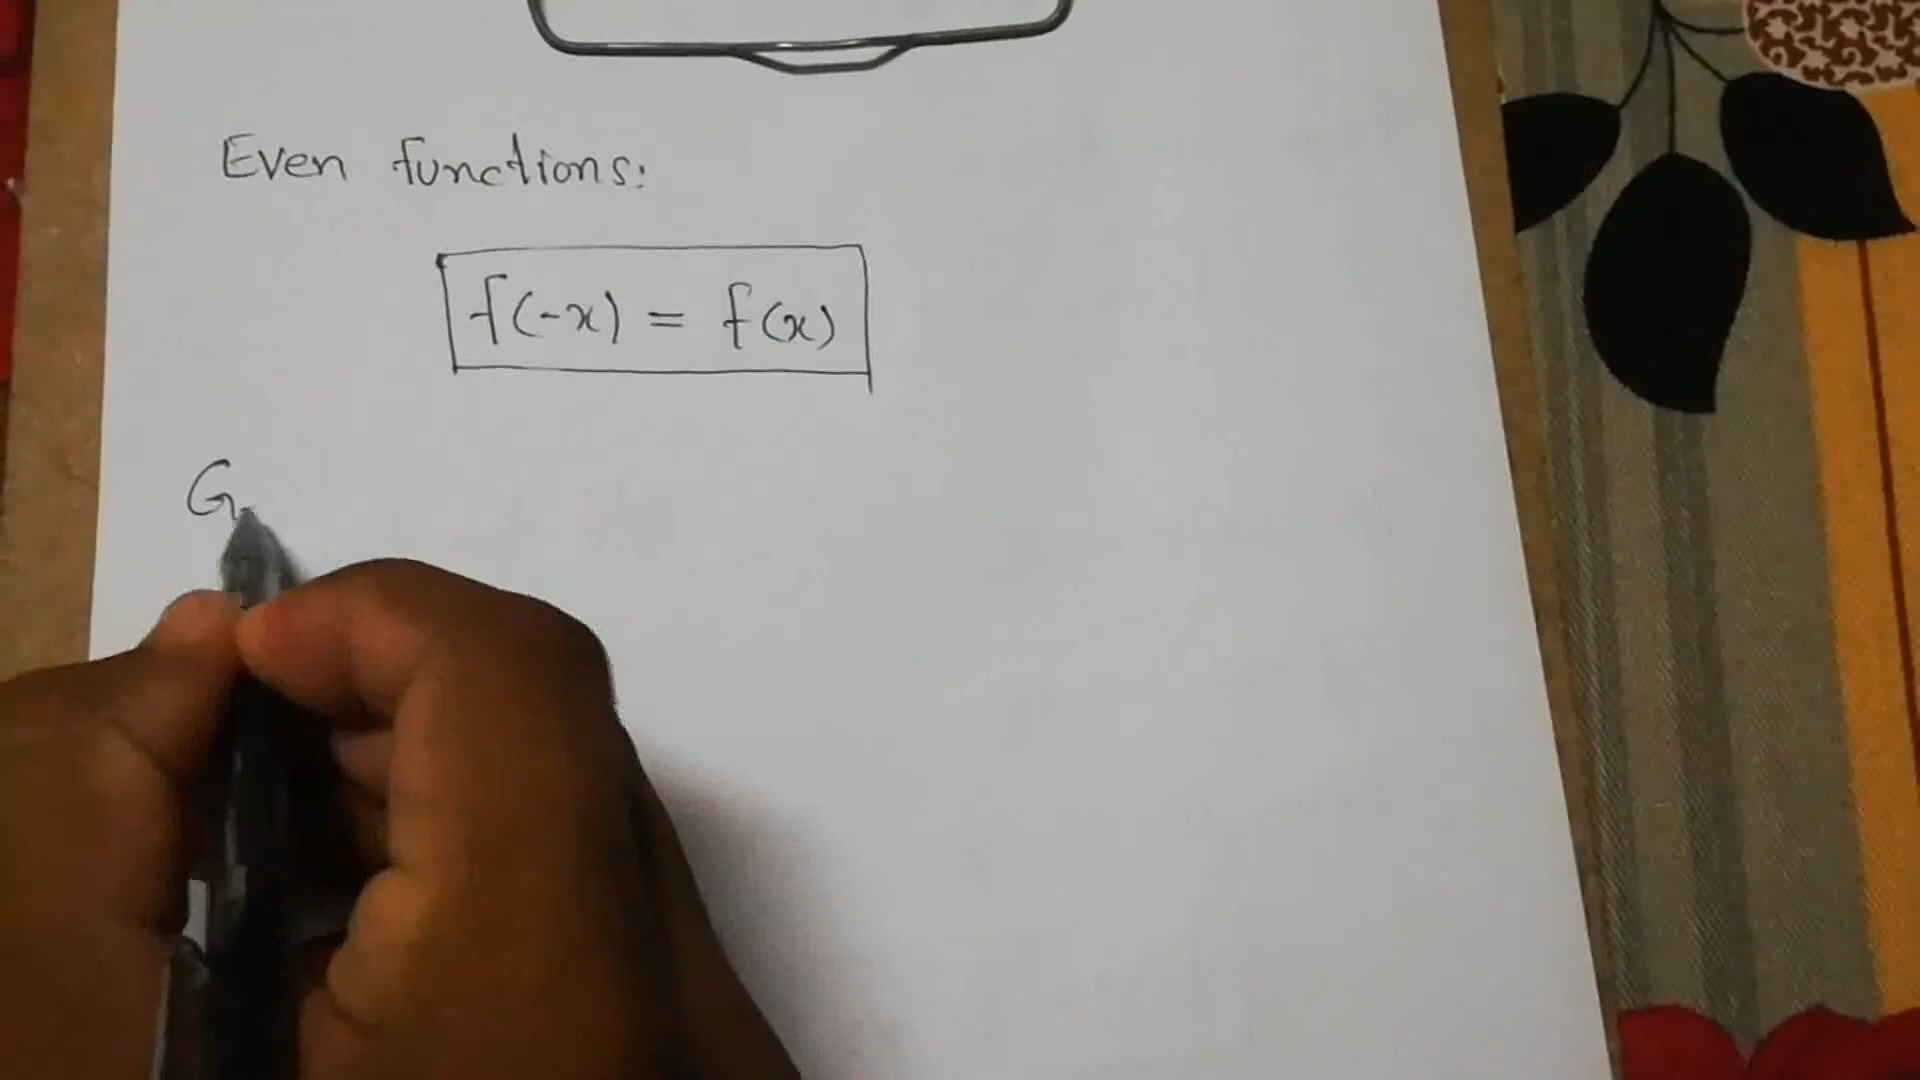 Even functions:
f(-x) = f(x)
G